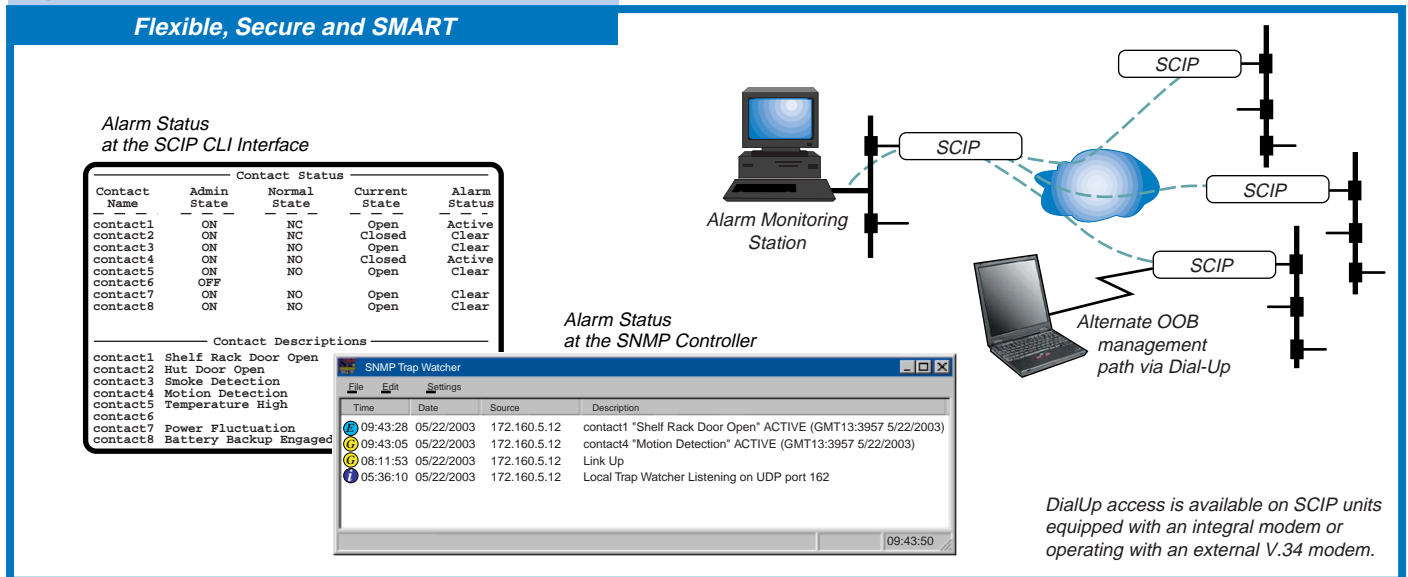 Flexible, Secure and SMART
Alarm Status
at the SCIP CLI Interface
Contact Status
Contact Name Admin State Normal State Current State Alarm Status
contact1 ON NC Open Active
contact2 ON NC Closed Clear
contact3 ON NO Open Clear
contact4 ON NO Closed Active
contact5 ON NO Open Clear
contact6 OFF
contact7 ON NO Open Clear
contact8 ON NO Open Clear
Contact Descriptions
contact1 Shelf Rack Door Open
contact2 Hut Door Open
contact3 Smoke Detection
contact4 Motion Detection
contact5 Temperature High
contact6
contact7 Power Fluctuation
contact8 Battery Backup Engaged
Alarm Status
at the SNMP Controller
SNMP Trap Watcher
File Edit Settings
Time Date Source Description
E 09:43:28 05/22/2003 172.160.5.12 contact1 "Shelf Rack Door Open" ACTIVE (GMT13:3957 5/22/2003)
G 09:43:05 05/22/2003 172.160.5.12 contact4 "Motion Detection" ACTIVE (GMT13:3957 5/22/2003)
G 08:11:53 05/22/2003 172.160.5.12 Link Up
i 05:36:10 05/22/2003 172.160.5.12 Local Trap Watcher Listening on UDP port 162
09:43:50
SCIP
SCIP
SCIP
SCIP
Alarm Monitoring
Station
Alternate OOB
management
path via Dial-Up
DialUp access is available on SCIP units
equipped with an integral modem or
operating with an external V.34 modem.